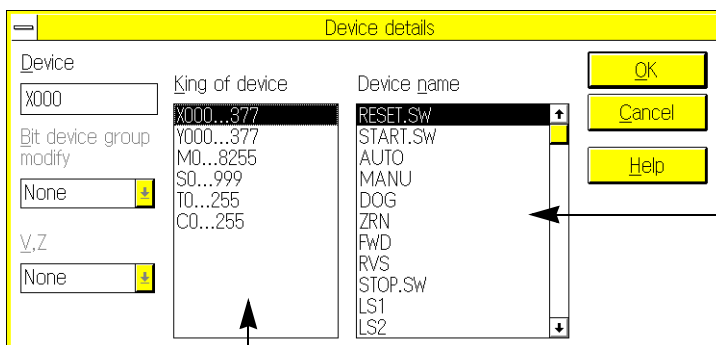 Device details
Device
X000
Bit device group
modify
None
V,Z
None
King of device
X000...377
Y000...377
M0...8255
S0...999
T0...255
C0...255
Device name
RESET.SW
START.SW
AUTO
MANU
DOG
ZRN
FWD
RVS
STOP.SW
LS1
LS2
OK
Cancel
Help